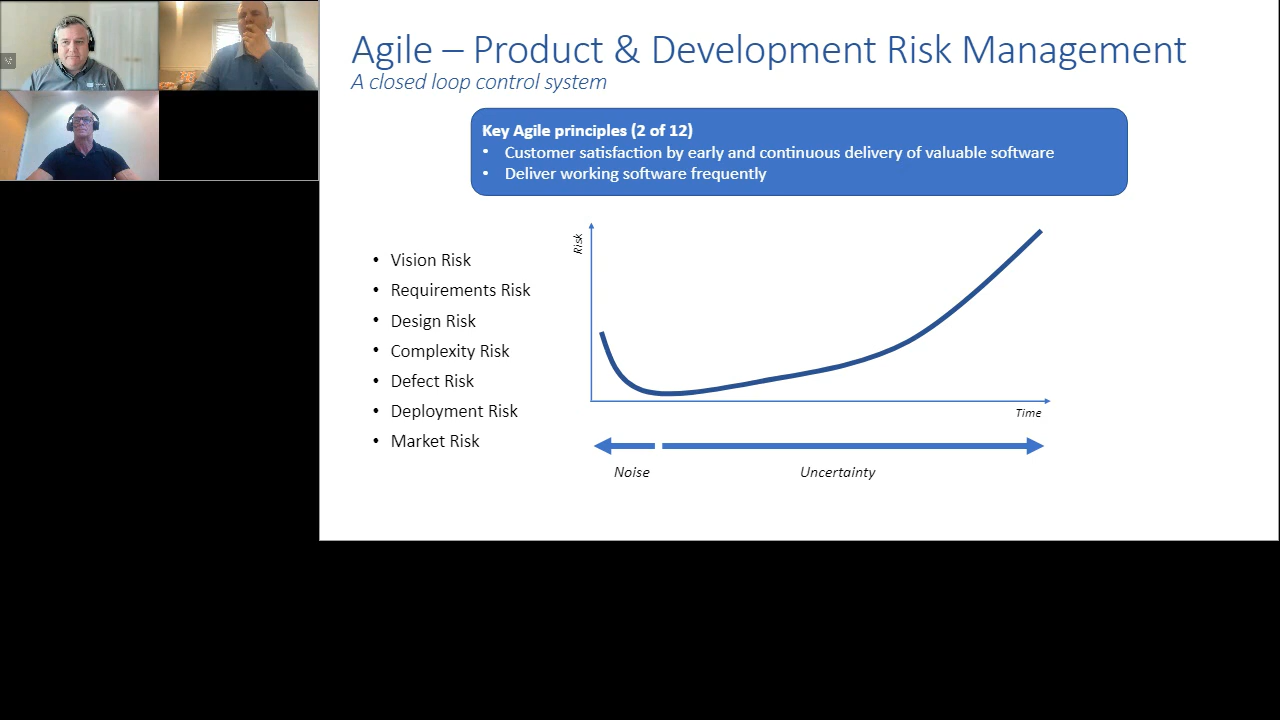 Agile – Product & Development Risk Management
A closed loop control system
Key Agile principles (2 of 12)
• Customer satisfaction by early and continuous delivery of valuable software
• Deliver working software frequently
• Vision Risk
• Requirements Risk
• Design Risk
• Complexity Risk
• Defect Risk
• Deployment Risk
• Market Risk
Risk
Time
Noise
Uncertainty